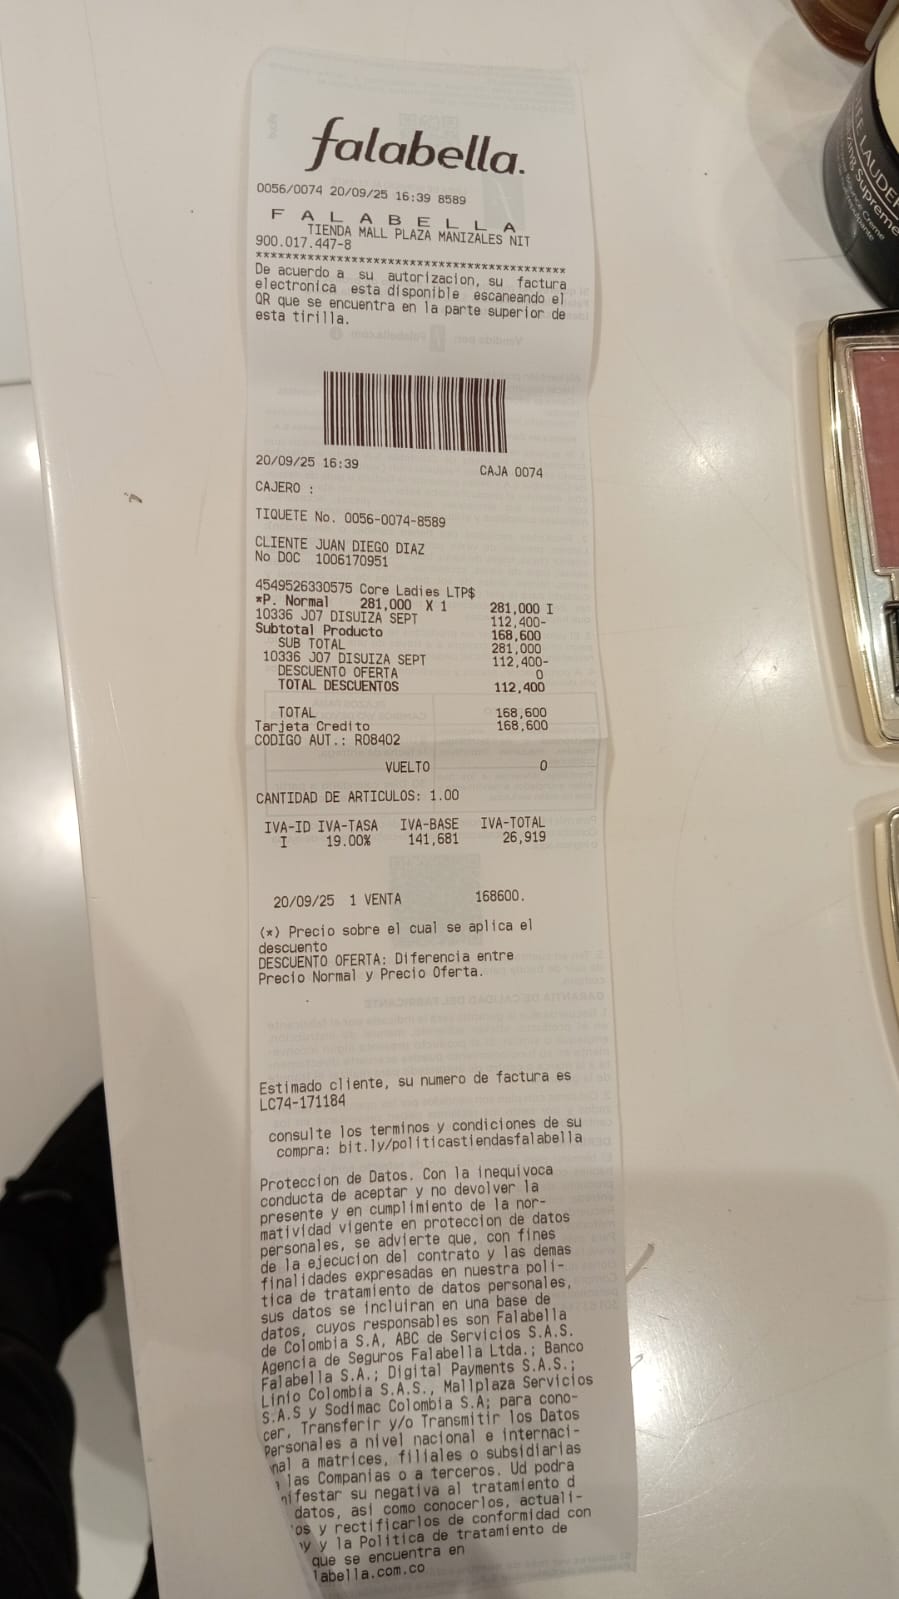 falabella.
0056/0074 20/09/25 16:39 8589
F A L A B E L L A
TIENDA MALL PLAZA MANIZALES NIT
900.017.447-8
*******************************************
De acuerdo a su autorizacion, su factura
electronica esta disponible escaneando el
QR que se encuentra en la parte superior de
esta tirilla.
20/09/25 16:39 CAJA 0074
CAJERO :
TIQUETE No. 0056-0074-8589
CLIENTE JUAN DIEGO DIAZ
No DOC 1006170951
4549526330575 Core Ladies LTP$
*P. Normal 281,000 X 1 281,000 I
10336 J07 DISUIZA SEPT 112,400-
Subtotal Producto 168,600
SUB TOTAL 281,000
10336 J07 DISUIZA SEPT 112,400-
DESCUENTO OFERTA 0
TOTAL DESCUENTOS 112,400
TOTAL 168,600
Tarjeta Credito 168,600
CODIGO AUT.: R08402
VUELTO 0
CANTIDAD DE ARTICULOS: 1.00
IVA-ID IVA-TASA IVA-BASE IVA-TOTAL
I 19.00% 141,681 26,919
20/09/25 1 VENTA 168600.
(*) Precio sobre el cual se aplica el
descuento
DESCUENTO OFERTA: Diferencia entre
Precio Normal y Precio Oferta.
Estimado cliente, su numero de factura es
LC74-171184
consulte los terminos y condiciones de su
compra: bit.ly/politicastiendasfalabella
Proteccion de Datos. Con la inequivoca
conducta de aceptar y no devolver la
presente y en cumplimiento de la nor-
matividad vigente en proteccion de datos
personales, se advierte que, con fines
de la ejecucion del contrato y las demas
finalidades expresadas en nuestra poli-
tica de tratamiento de datos personales,
sus datos se incluiran en una base de
datos, cuyos responsables son Falabella
de Colombia S.A, ABC de Servicios S.A.S.
Agencia de Seguros Falabella Ltda.; Banco
Falabella S.A.; Digital Payments S.A.S.;
Linio Colombia S.A.S., Mallplaza Servicios
S.A.S y Sodimac Colombia S.A; para cono-
cer, Transferir y/o Transmitir los Datos
Personales a nivel nacional e internaci-
nal a matrices, filiales o subsidiarias
las Companias o a terceros. Ud podra
nifestar su negativa al tratamiento d
datos, asi como conocerlos, actuali-
os y rectificarlos de conformidad con
y y la Politica de tratamiento de
que se encuentra en
labella.com.co
LAUDER
Supreme
Creme